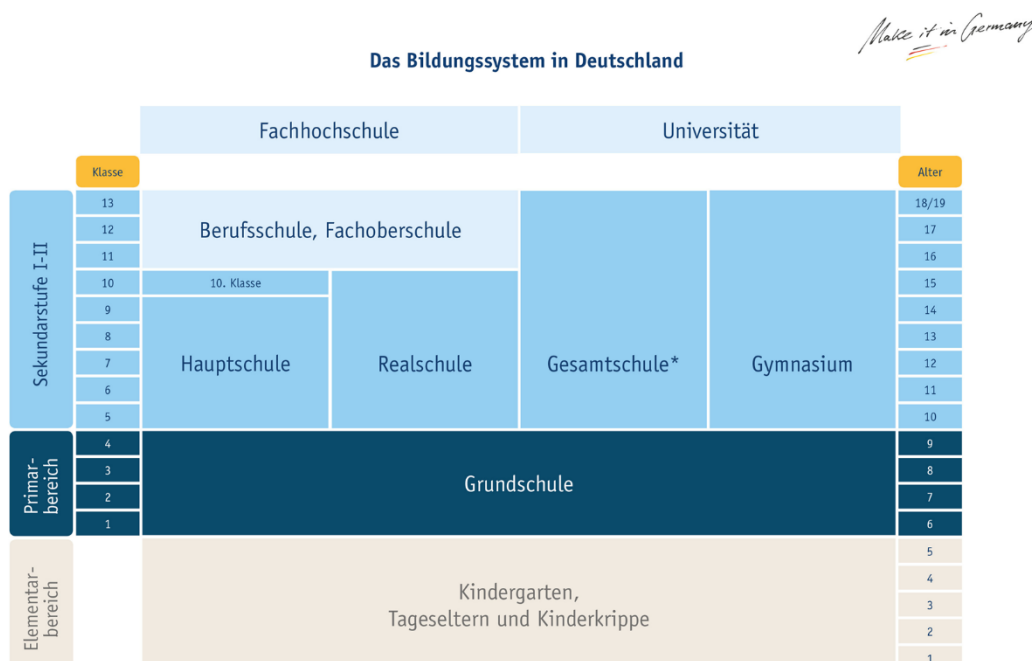 Make it in Germany
Das Bildungssystem in Deutschland
Fachhochschule
Universität
Klasse
Alter
Sekundarstufe I-II
13
12
11
10
9
8
7
6
5
Berufsschule, Fachoberschule
10. Klasse
Hauptschule
Realschule
Gesamtschule*
Gymnasium
18/19
17
16
15
14
13
12
11
10
Primar-
bereich
4
3
2
1
Grundschule
9
8
7
6
Elementar-
bereich
Kindergarten,
Tageseltern und Kinderkrippe
5
4
3
2
1